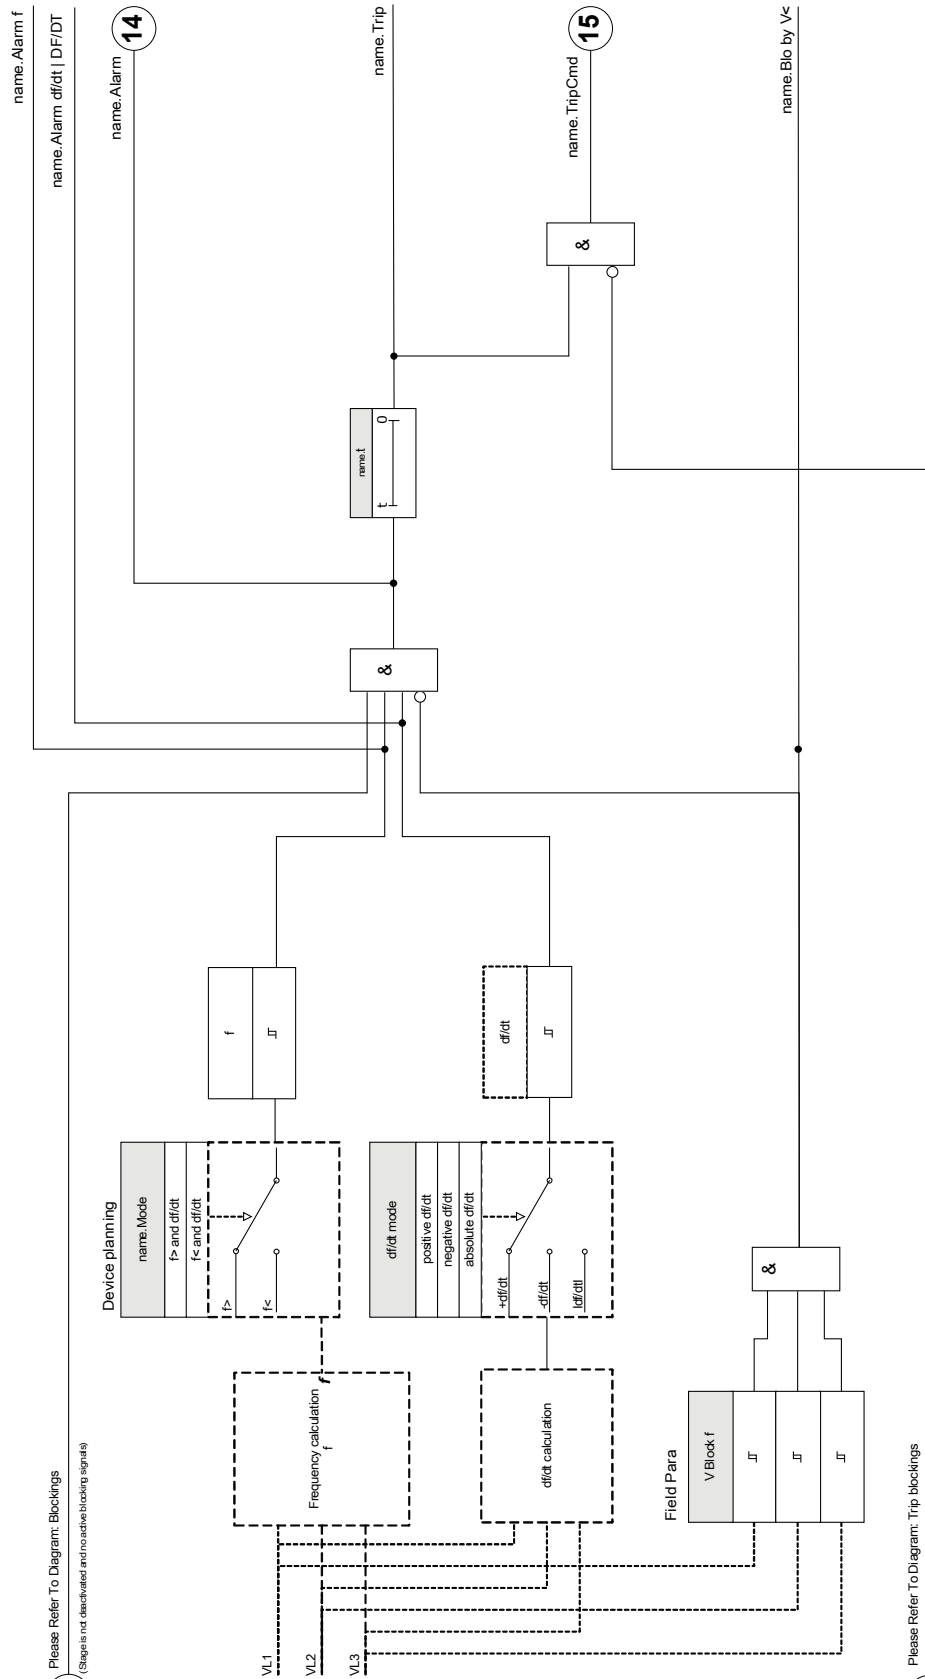 name.Alarm f
name.Alarm df/dt | DF/DT
name.Alarm
14
name.Trip
name.TripCmd
15
name.Blo by V<
&
name.t
t
0
&
Please Refer To Diagram: Blockings
(Stage is not deactivated and no active blocking signals)
Device planning
name.Mode
f> and df/dt
f< and df/dt
f>
f<
f
Frequency calculation
f
f
df/dt mode
positive df/dt
negative df/dt
absolute df/dt
+df/dt
-df/dt
|df/dt|
df/dt
df/dt calculation
Field Para
V Block f
&
VL1
VL2
VL3
Please Refer To Diagram: Trip blockings